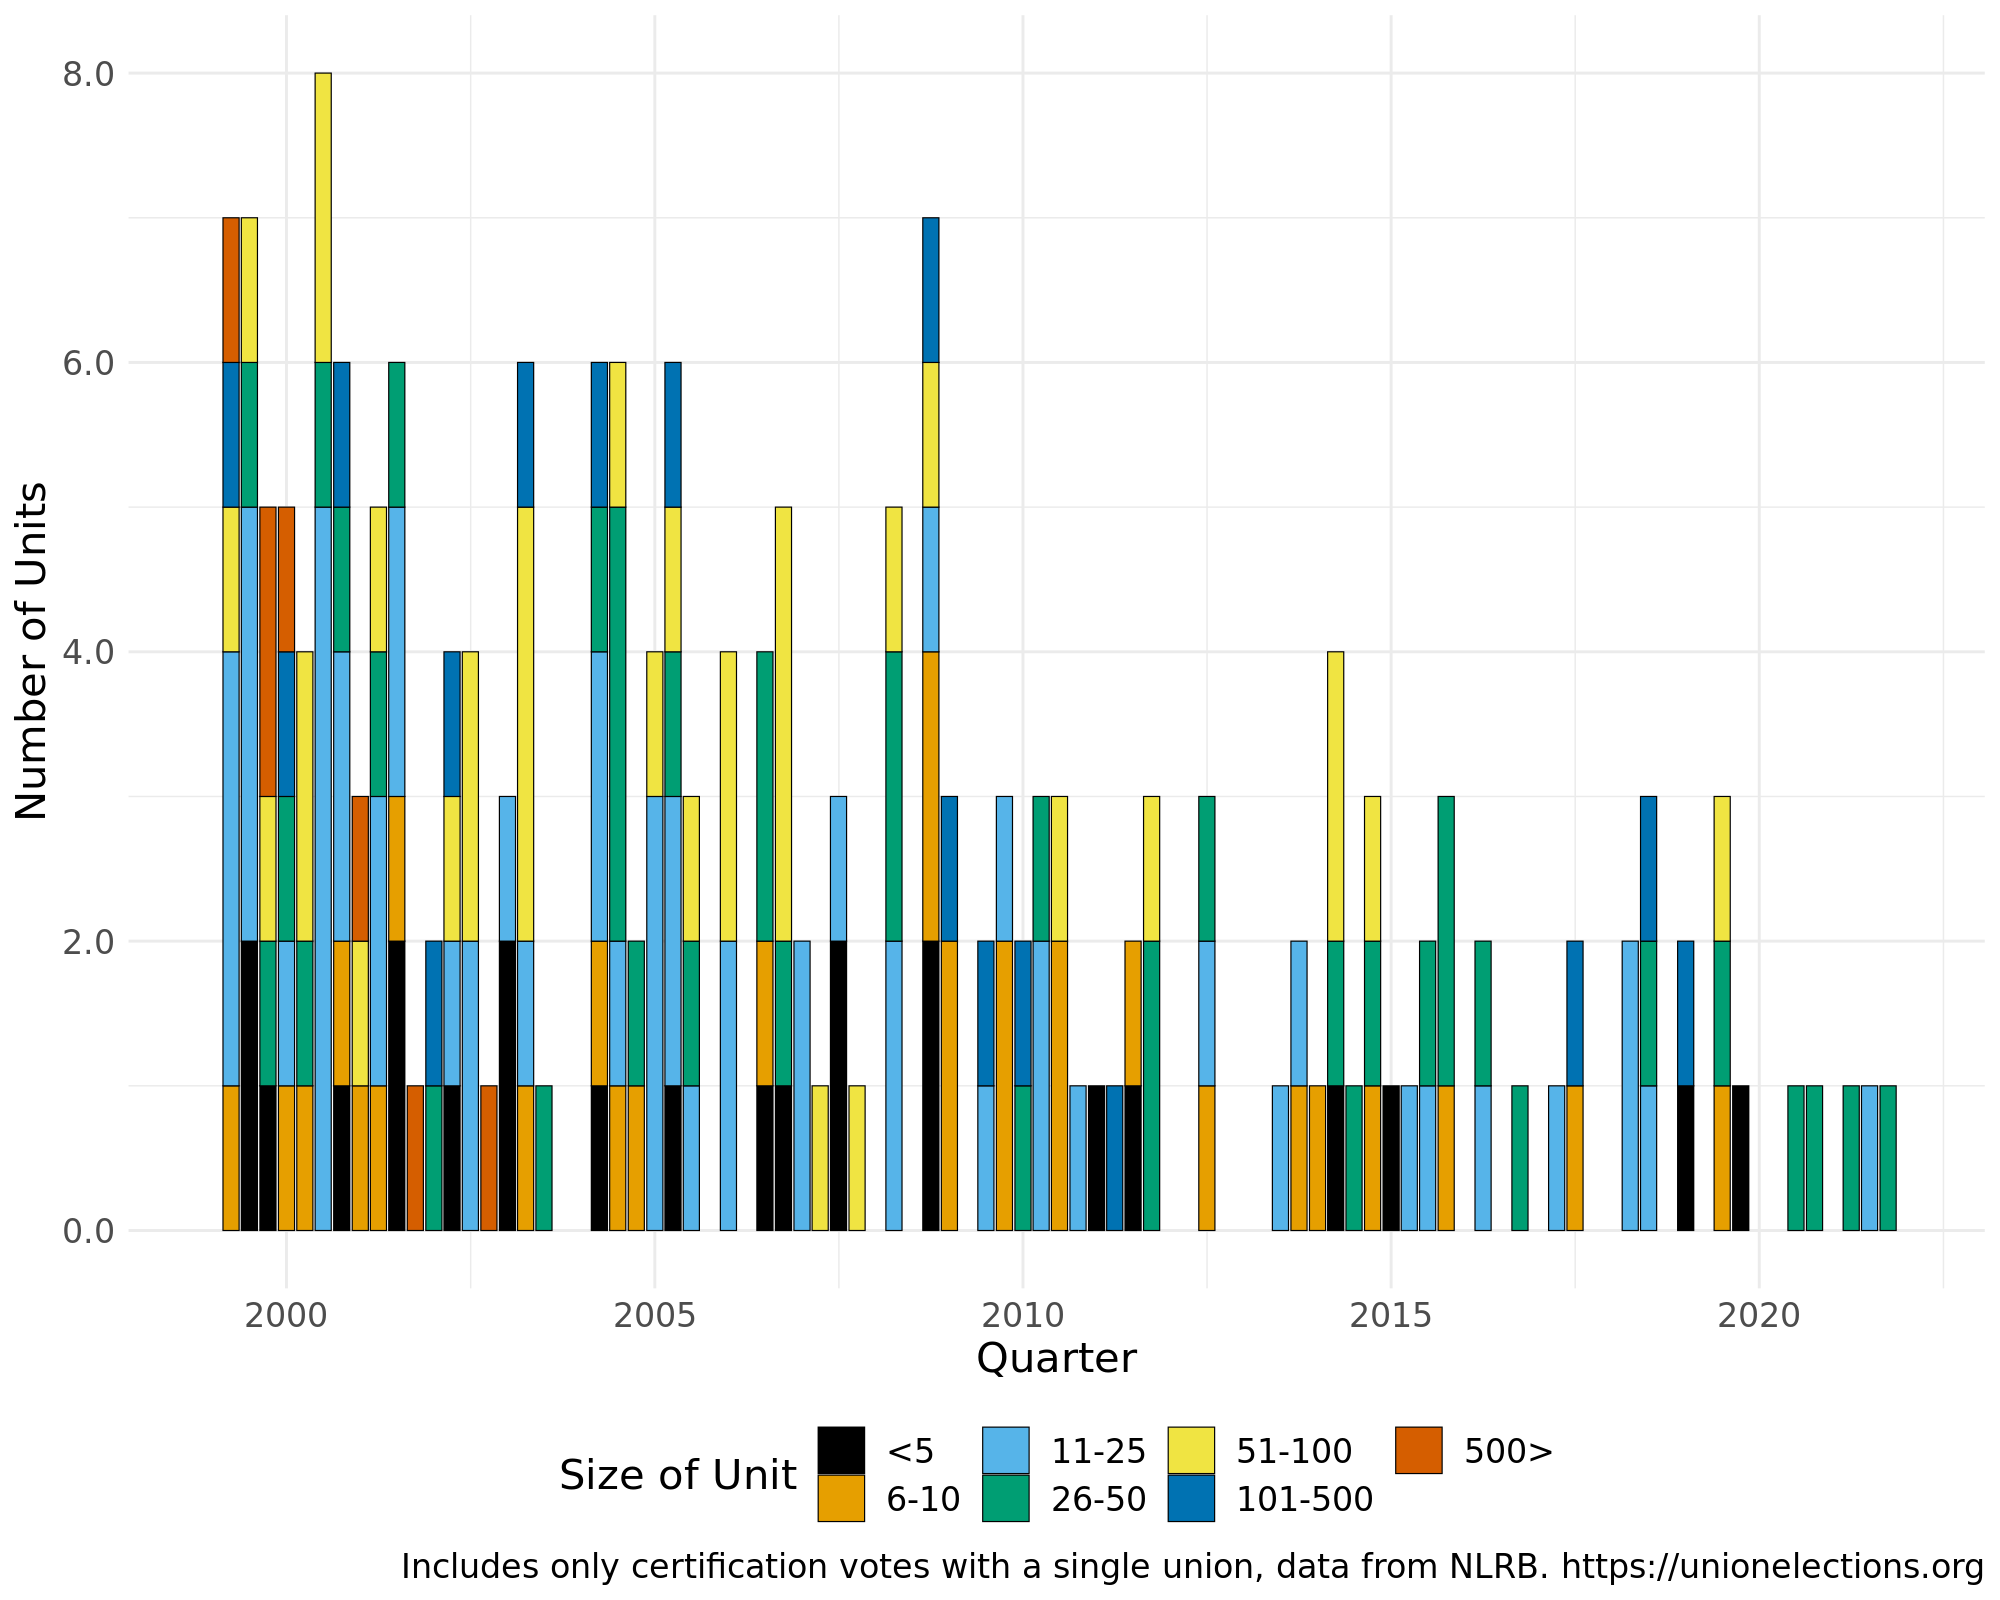 8.0
6.0
4.0
2.0
0.0
Number of Units
2000 2005 2010 2015 2020
Quarter
Size of Unit
<5 11-25 51-100 500>
6-10 26-50 101-500
Includes only certification votes with a single union, data from NLRB. https://unionelections.org